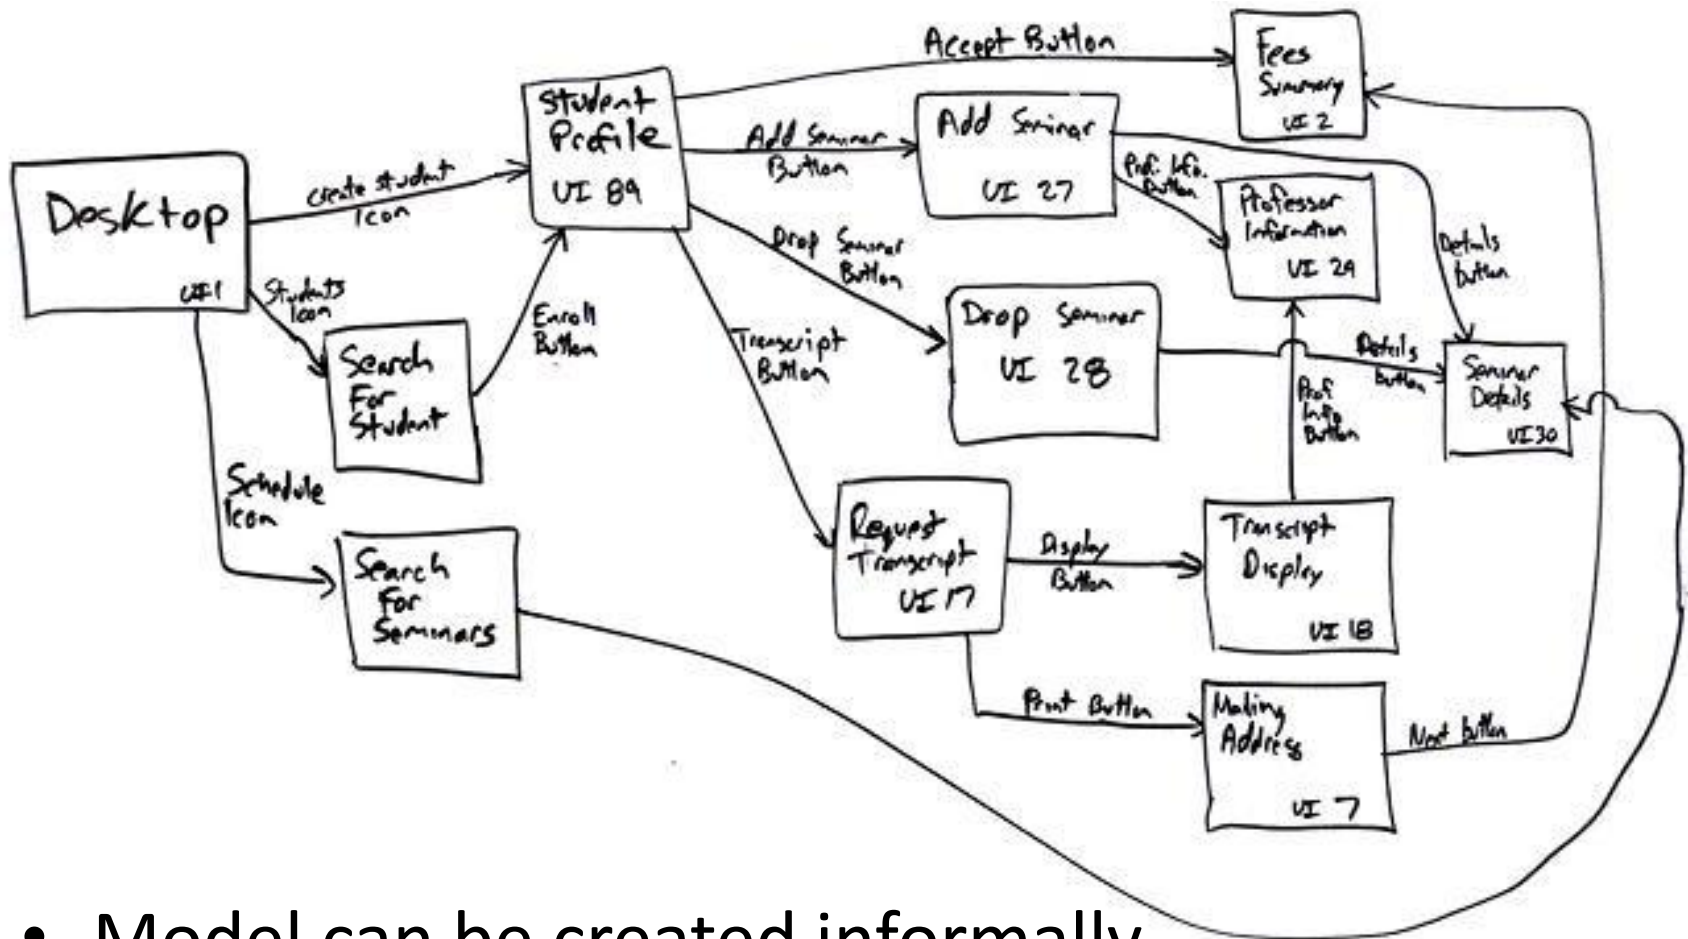 Accept Button
Fees
Summary
UI 2
Student
Profile
UI 89
Add Seminar
Button
Add Seminar
UI 27
Prof. Info.
Button
Professor
Information
UI 29
Details
Button
Desktop
UI 1
Create Student
Icon
Students
Icon
Search
For
Student
Enroll
Button
Drop Seminar
Button
Drop Seminar
UI 28
Details
Button
Seminar
Details
UI 30
Transcript
Button
Prof
Info
Button
Schedule
Icon
Search
For
Seminars
Request
Transcript
UI 17
Display
Button
Transcript
Display
UI 18
Print Button
Mailing
Address
UI 7
Next button
• Model can be created informally